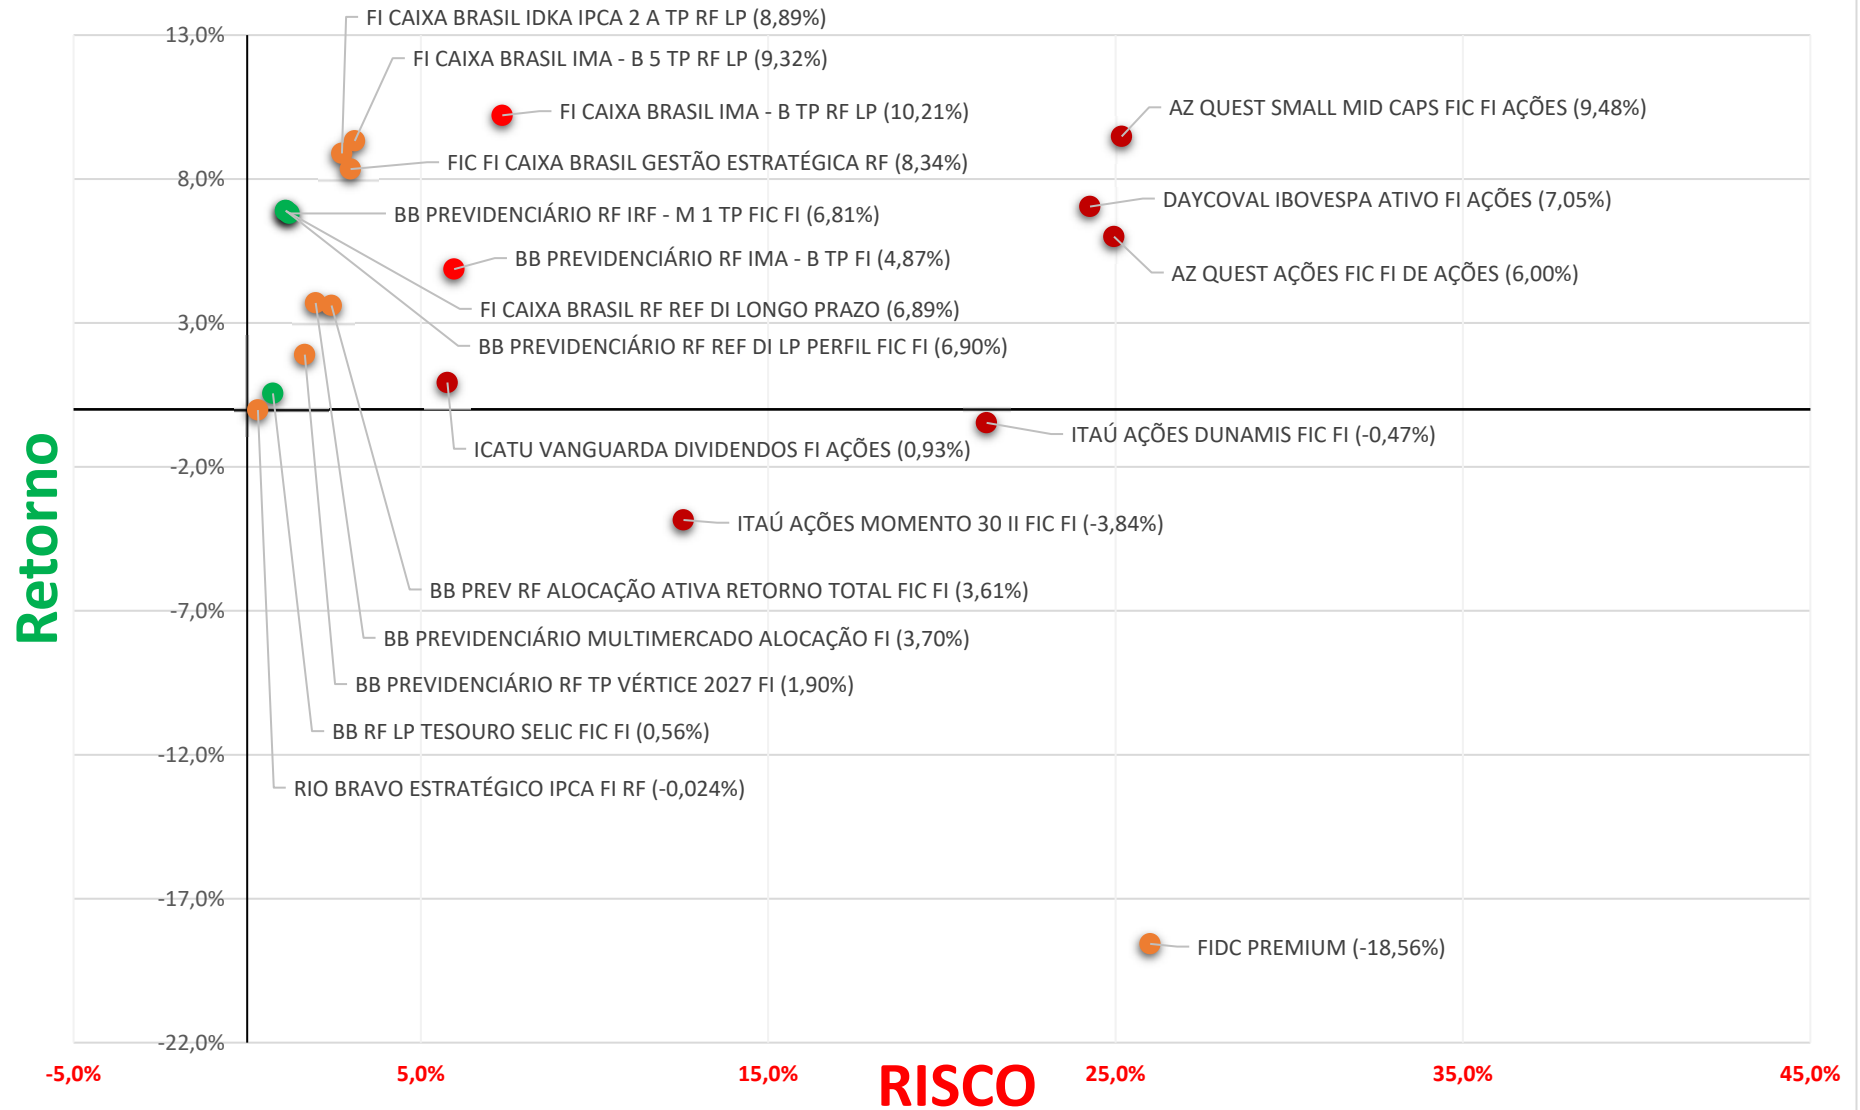 FI CAIXA BRASIL IDKA IPCA 2 A TP RF LP (8,89%)
13,0%
FI CAIXA BRASIL IMA - B 5 TP RF LP (9,32%)
FI CAIXA BRASIL IMA - B TP RF LP (10,21%)
AZ QUEST SMALL MID CAPS FIC FI AÇÕES (9,48%)
FIC FI CAIXA BRASIL GESTÃO ESTRATÉGICA RF (8,34%)
8,0%
DAYCOVAL IBOVESPA ATIVO FI AÇÕES (7,05%)
BB PREVIDENCIÁRIO RF IRF - M 1 TP FIC FI (6,81%)
BB PREVIDENCIÁRIO RF IMA - B TP FI (4,87%)
AZ QUEST AÇÕES FIC FI DE AÇÕES (6,00%)
FI CAIXA BRASIL RF REF DI LONGO PRAZO (6,89%)
3,0%
BB PREVIDENCIÁRIO RF REF DI LP PERFIL FIC FI (6,90%)
ITAÚ AÇÕES DUNAMIS FIC FI (-0,47%)
ICATU VANGUARDA DIVIDENDOS FI AÇÕES (0,93%)
-2,0%
ITAÚ AÇÕES MOMENTO 30 II FIC FI (-3,84%)
Retorno
BB PREV RF ALOCAÇÃO ATIVA RETORNO TOTAL FIC FI (3,61%)
-7,0%
BB PREVIDENCIÁRIO MULTIMERCADO ALOCAÇÃO FI (3,70%)
BB PREVIDENCIÁRIO RF TP VÉRTICE 2027 FI (1,90%)
BB RF LP TESOURO SELIC FIC FI (0,56%)
-12,0%
RIO BRAVO ESTRATÉGICO IPCA FI RF (-0,024%)
-17,0%
FIDC PREMIUM (-18,56%)
-22,0%
-5,0%
5,0%
15,0%
25,0%
35,0%
45,0%
RISCO